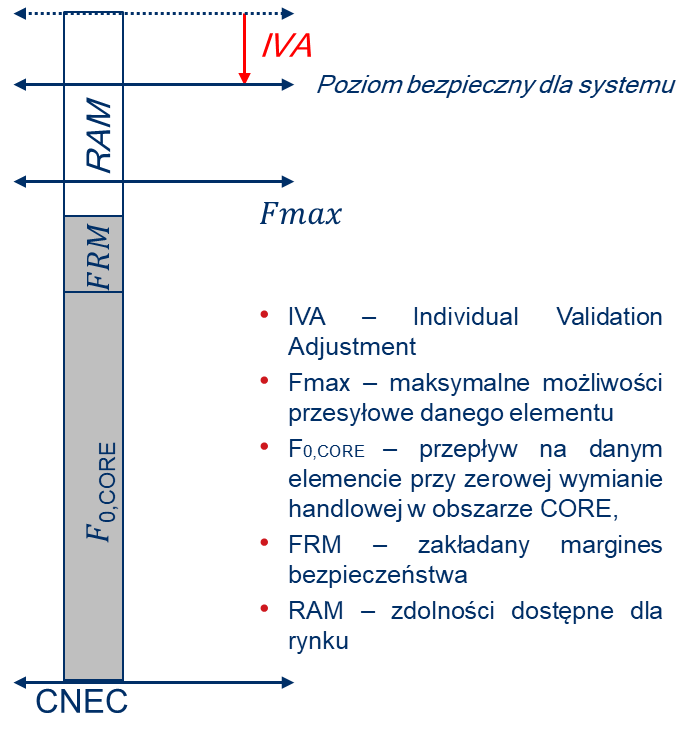 IVA
Poziom bezpieczny dla systemu
RAM
Fmax
FRM
• IVA – Individual Validation
Adjustment
• Fmax – maksymalne możliwości
przesyłowe danego elementu
• F0,CORE – przepływ na danym
elemencie przy zerowej wymianie
handlowej w obszarze CORE,
• FRM – zakładany margines
bezpieczeństwa
• RAM – zdolności dostępne dla
rynku
F0,CORE
CNEC